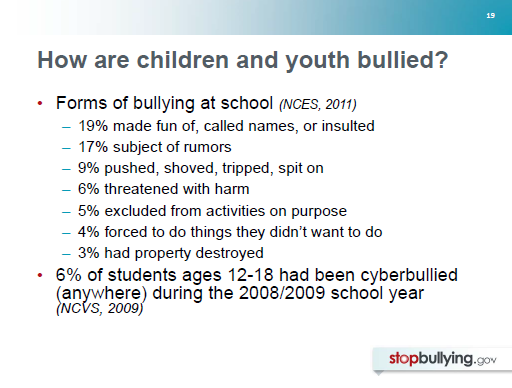 19
How are children and youth bullied?
• Forms of bullying at school (NCES, 2011)
– 19% made fun of, called names, or insulted
– 17% subject of rumors
– 9% pushed, shoved, tripped, spit on
– 6% threatened with harm
– 5% excluded from activities on purpose
– 4% forced to do things they didn't want to do
– 3% had property destroyed
• 6% of students ages 12-18 had been cyberbullied
(anywhere) during the 2008/2009 school year
(NCVS, 2009)
stopbullying.gov